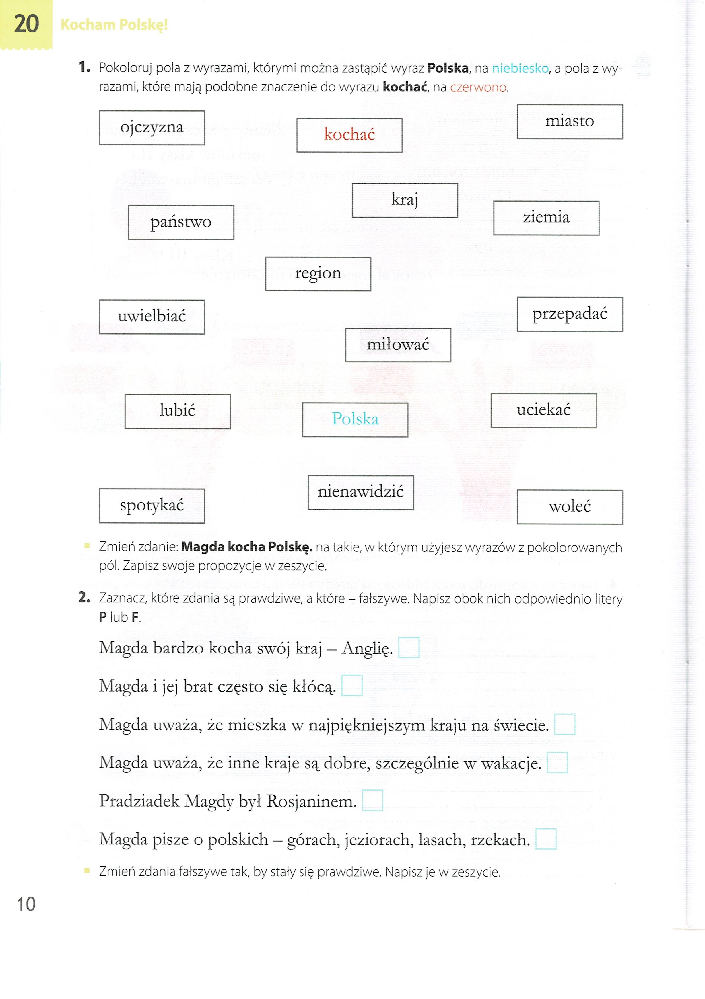 20 Kocham Polskę!
1. Pokoloruj pola z wyrazami, którymi można zastąpić wyraz Polska, na niebiesko, a pola z wy-
razami, które mają podobne znaczenie do wyrazu kochać, na czerwono.
ojczyzna
kochać
miasto
kraj
państwo
ziemia
region
uwielbiać
przepadać
miłować
lubić
Polska
uciekać
spotykać
nienawidzić
woleć
Zmień zdanie: Magda kocha Polskę. na takie, w którym użyjesz wyrazów z pokolorowanych
pól. Zapisz swoje propozycje w zeszycie.
2. Zaznacz, które zdania są prawdziwe, a które – fałszywe. Napisz obok nich odpowiednio litery
P lub F.
Magda bardzo kocha swój kraj – Anglię.
Magda i jej brat często się kłócą.
Magda uważa, że mieszka w najpiękniejszym kraju na świecie.
Magda uważa, że inne kraje są dobre, szczególnie w wakacje.
Pradziadek Magdy był Rosjaninem.
Magda pisze o polskich – górach, jeziorach, lasach, rzekach.
Zmień zdania fałszywe tak, by stały się prawdziwe. Napisz je w zeszycie.
10